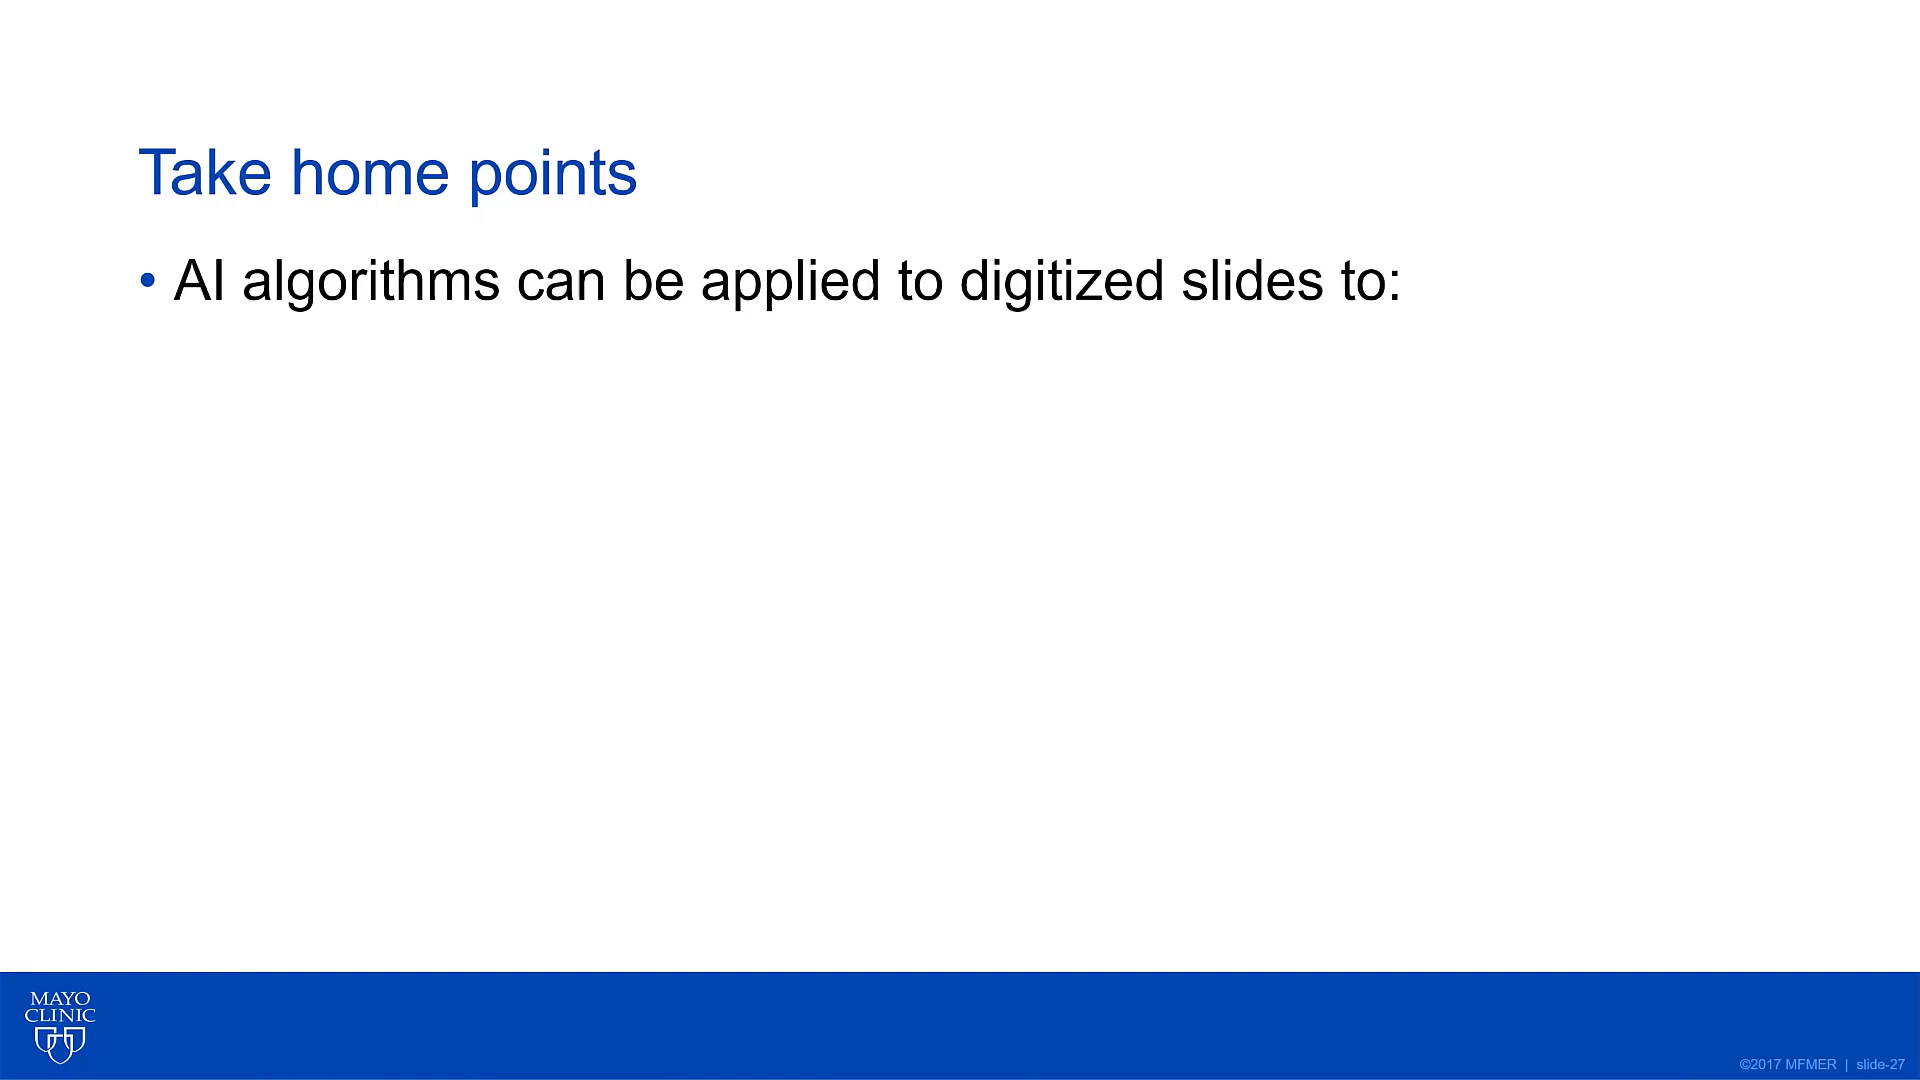 Take home points
• AI algorithms can be applied to digitized slides to:
MAYO
CLINIC
©2017 MFMER | slide-27